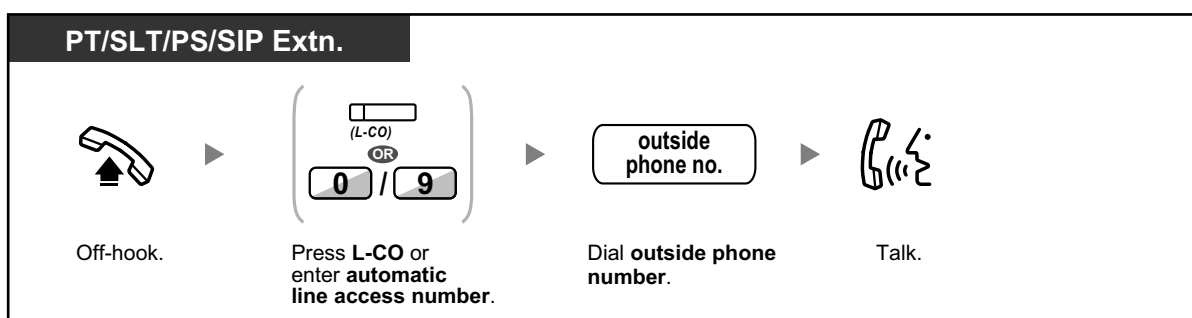 PT/SLT/PS/SIP Extn.
(L-CO)
OR
0 / 9
outside
phone no.
Off-hook.
Press L-CO or
enter automatic
line access number.
Dial outside phone
number.
Talk.